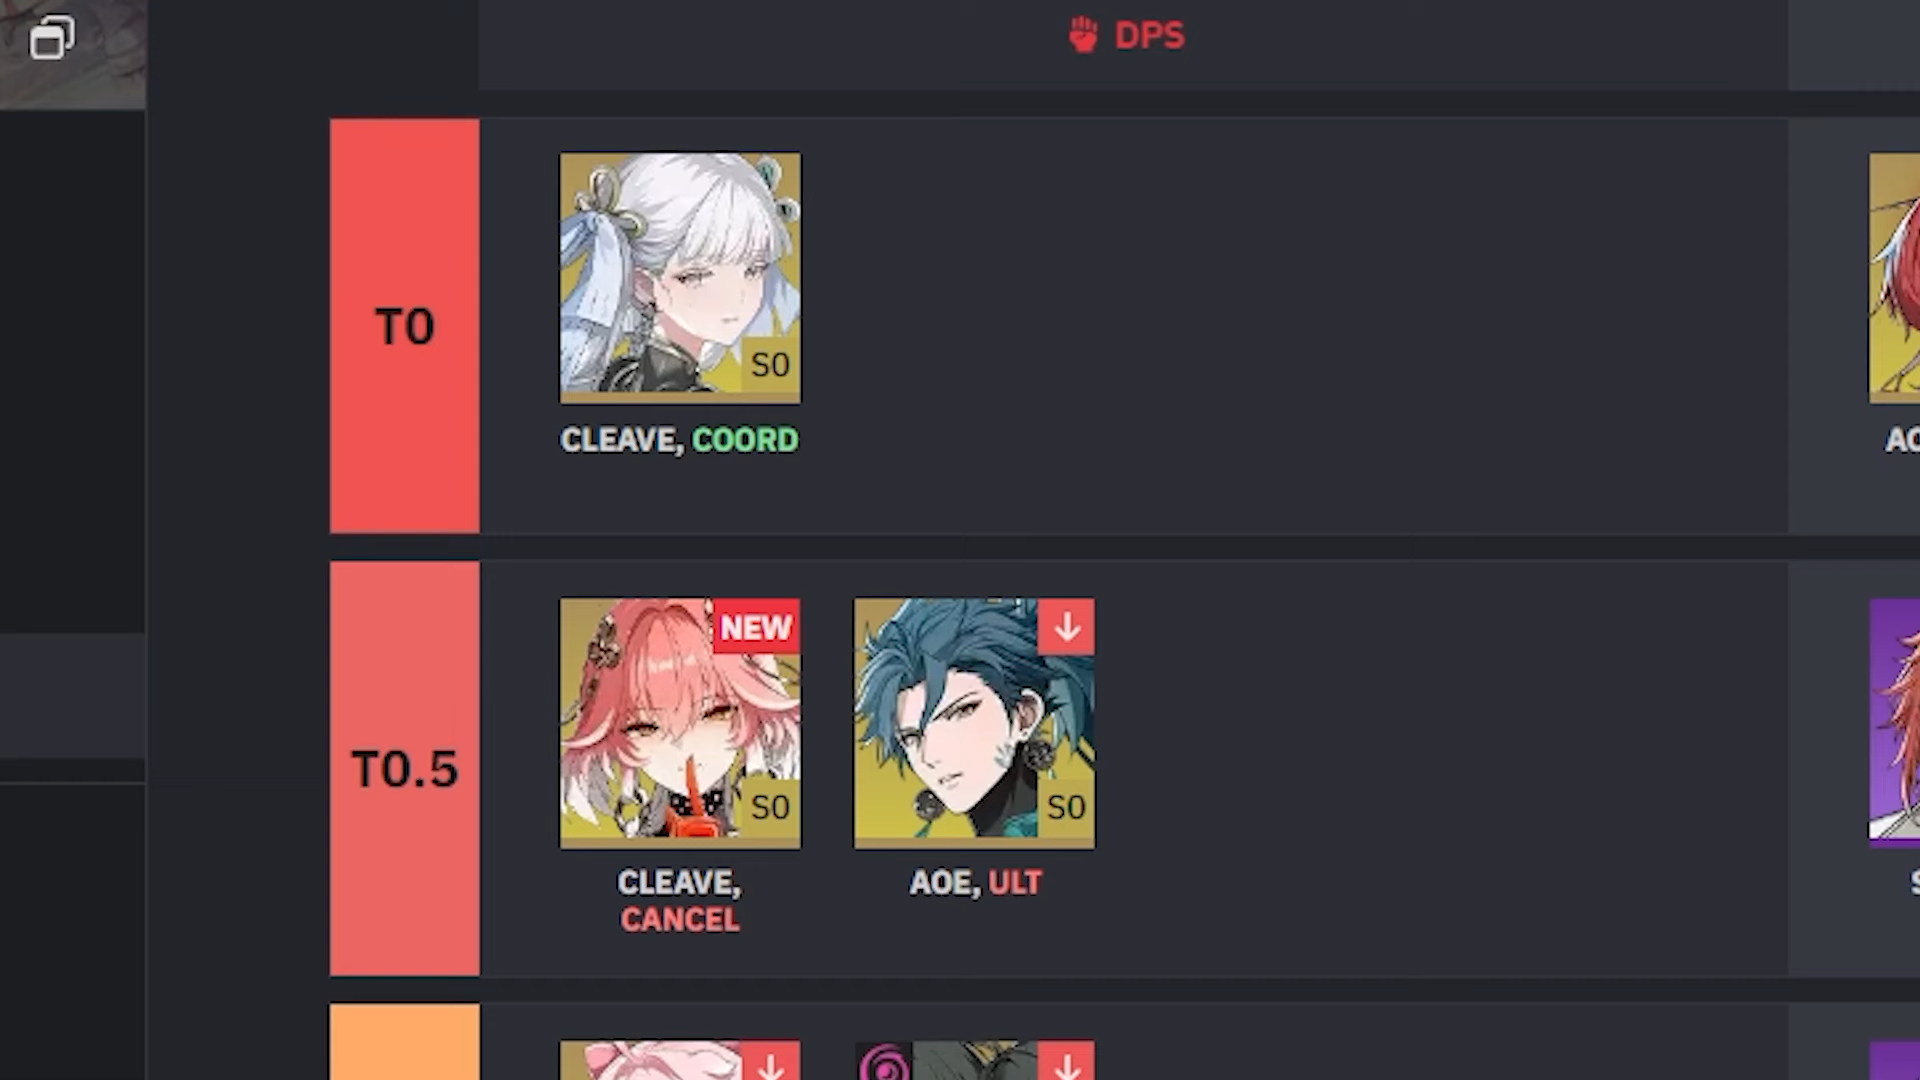 DPS
T0
S0
CLEAVE, COORD
T0.5
NEW
S0
S0
CLEAVE,
CANCEL
AOE, ULT